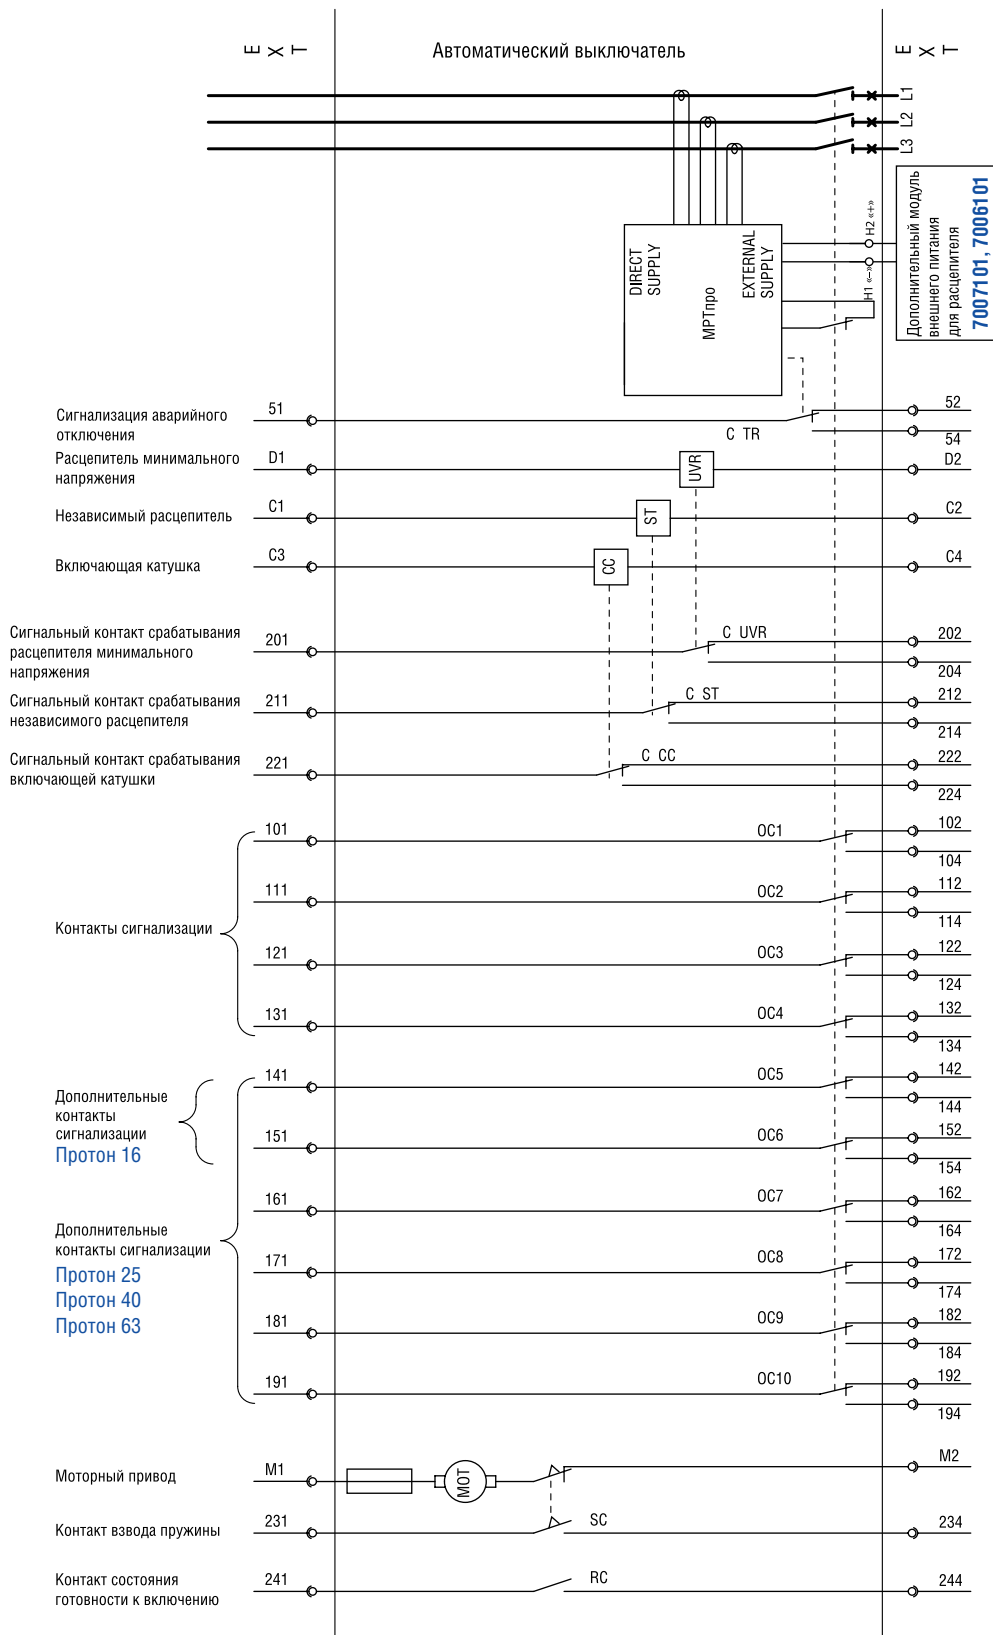 Е Х Т
Автоматический выключатель
Е Х Т
L1
L2
L3
Дополнительный модуль
внешнего питания
для расцепителя
7007101, 7006101
H2 «+»
H1 «–»
DIRECT
SUPPLY
МРТпро
EXTERNAL
SUPPLY
Сигнализация аварийного
отключения
51
C TR
52
54
Расцепитель минимального
напряжения
D1
UVR
D2
Независимый расцепитель
C1
ST
C2
Включающая катушка
C3
CC
C4
Сигнальный контакт срабатывания
расцепителя минимального
напряжения
201
C UVR
202
204
Сигнальный контакт срабатывания
независимого расцепителя
211
C ST
212
214
Сигнальный контакт срабатывания
включающей катушки
221
C CC
222
224
Контакты сигнализации
101
OC1
102
104
111
OC2
112
114
121
OC3
122
124
131
OC4
132
134
Дополнительные
контакты
сигнализации
Протон 16
141
OC5
142
144
151
OC6
152
154
Дополнительные
контакты сигнализации
Протон 25
Протон 40
Протон 63
161
OC7
162
164
171
OC8
172
174
181
OC9
182
184
191
OC10
192
194
Моторный привод
M1
МОТ
M2
Контакт взвода пружины
231
SC
234
Контакт состояния
готовности к включению
241
RC
244